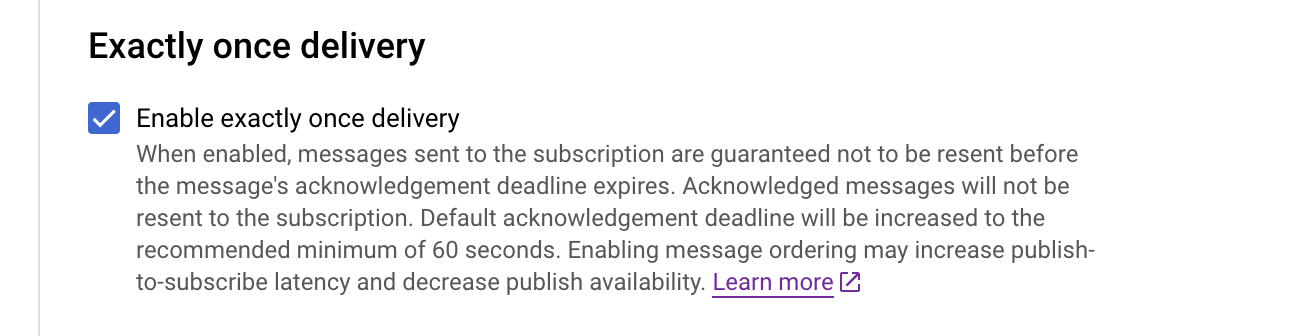 Exactly once delivery
Enable exactly once delivery
When enabled, messages sent to the subscription are guaranteed not to be resent before
the message's acknowledgement deadline expires. Acknowledged messages will not be
resent to the subscription. Default acknowledgement deadline will be increased to the
recommended minimum of 60 seconds. Enabling message ordering may increase publish-
to-subscribe latency and decrease publish availability. Learn more